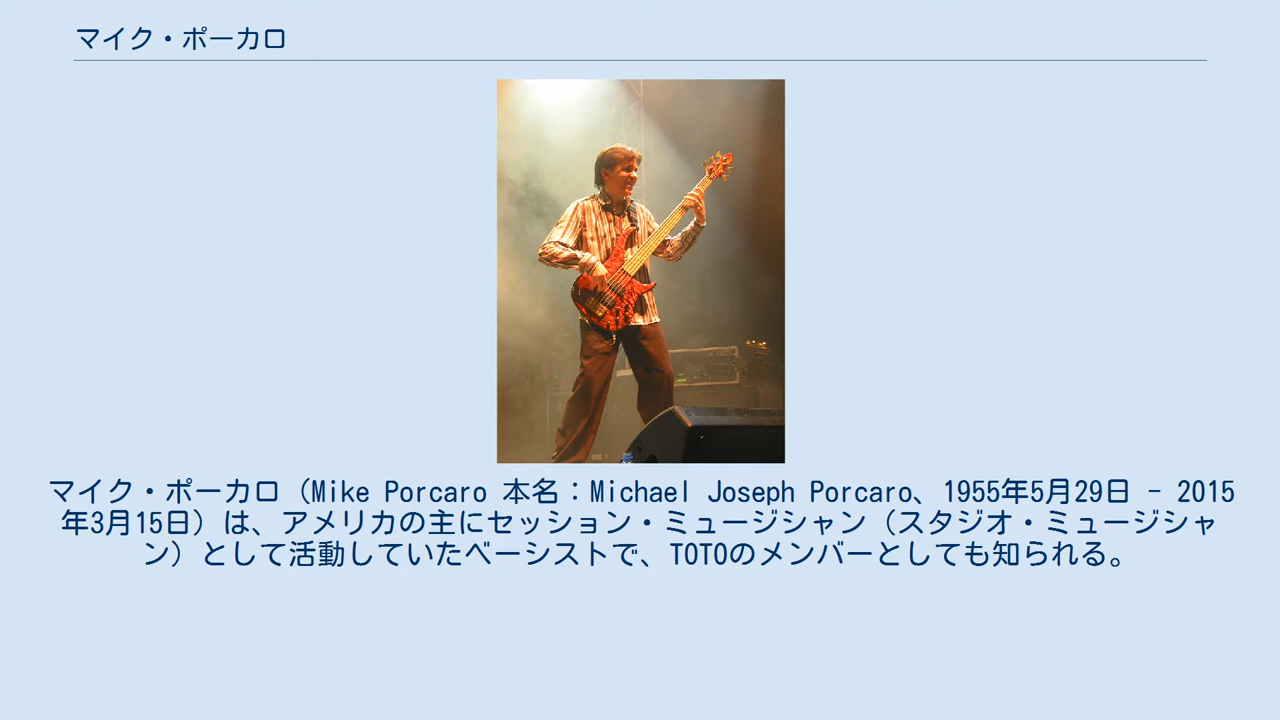 マイク・ポーカロ
マイク・ポーカロ（Mike Porcaro 本名：Michael Joseph Porcaro、1955年5月29日 - 2015
年3月15日）は、アメリカの主にセッション・ミュージシャン（スタジオ・ミュージシャ
ン）として活動していたベーシストで、TOTOのメンバーとしても知られる。